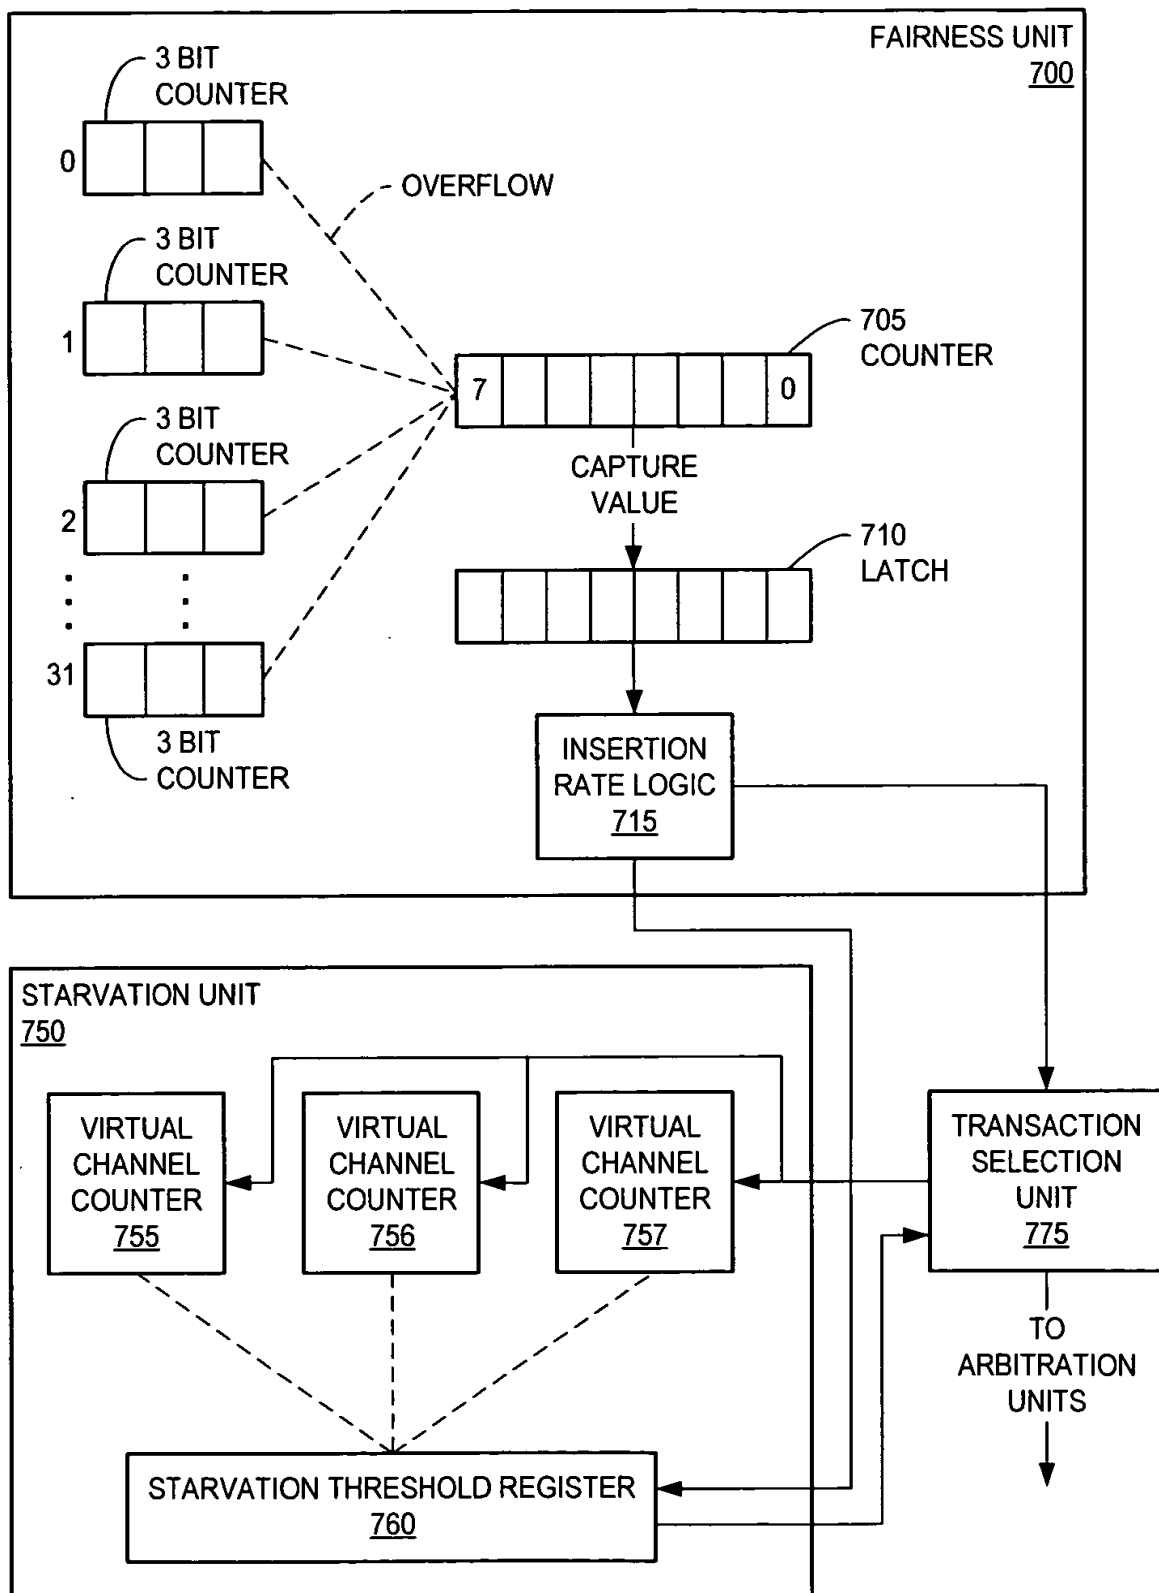 FAIRNESS UNIT
700
3 BIT
COUNTER
0
OVERFLOW
3 BIT
COUNTER
1
705
COUNTER
7
0
3 BIT
COUNTER
2
CAPTURE
VALUE
710
LATCH
31
3 BIT
COUNTER
INSERTION
RATE LOGIC
715
STARVATION UNIT
750
VIRTUAL
CHANNEL
COUNTER
755
VIRTUAL
CHANNEL
COUNTER
756
VIRTUAL
CHANNEL
COUNTER
757
TRANSACTION
SELECTION
UNIT
775
TO
ARBITRATION
UNITS
STARVATION THRESHOLD REGISTER
760